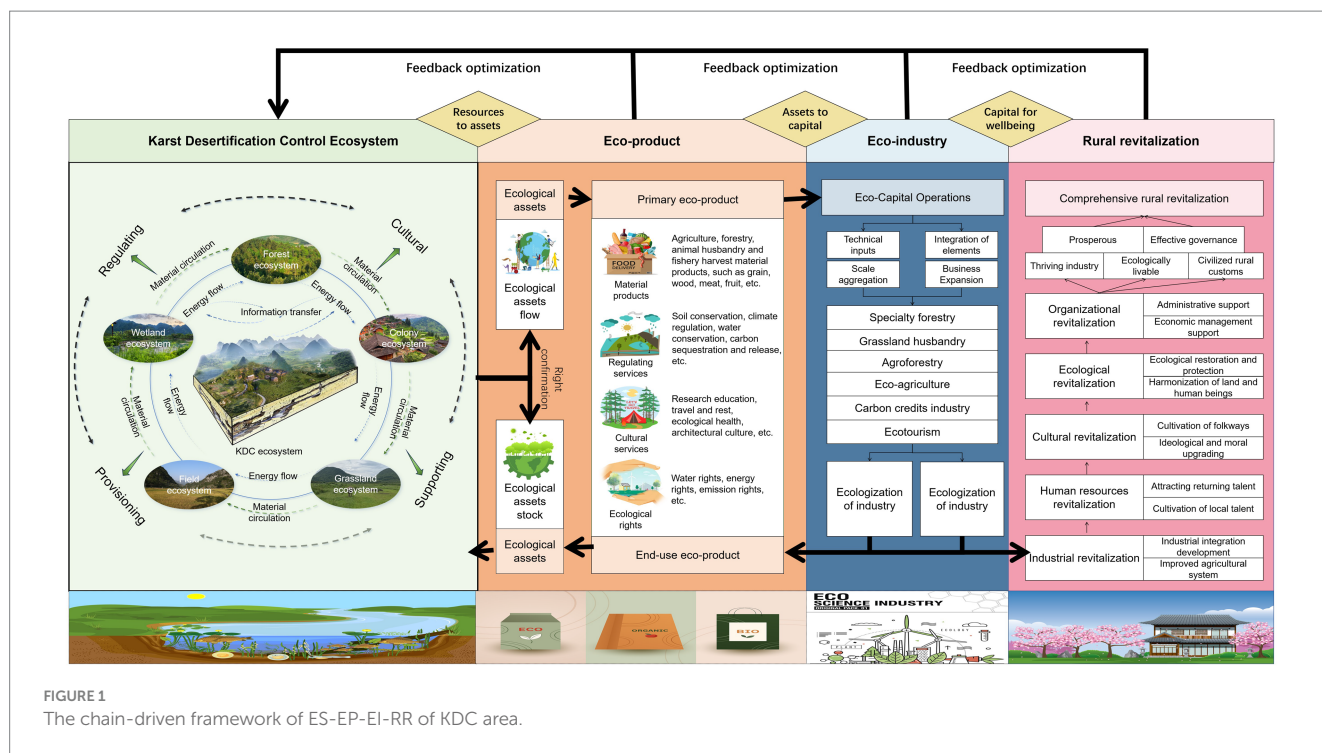 Feedback optimization
Feedback optimization
Feedback optimization
Resources
to assets
Assets to
capital
Capital for
wellbeing
Karst Desertification Control Ecosystem
Eco-product
Eco-industry
Rural revitalization
Regulating
Cultural
Provisioning
Supporting
Forest
ecosystem
Material circulation
Material
circulation
Energy flow
Energy flow
Information transfer
Wetland
ecosystem
Colony
ecosystem
Energy
flow
Material
circulation
Energy
flow
Material
circulation
KDC ecosystem
Field
ecosystem
Energy flow
Grassland
ecosystem
Material
circulation
Ecological
assets
Ecological
assets
flow
Right
confirmation
Ecological
assets
stock
Ecological
assets
Primary eco-product
FOOD
DELIVERY
Material
products
Agriculture, forestry,
animal husbandry and
fishery harvest material
products, such as grain,
wood, meat, fruit, etc.
Regulating
services
Soil conservation, climate
regulation, water
conservation, carbon
sequestration and release,
etc.
Cultural
services
Research education,
travel and rest,
ecological health,
architectural culture, etc.
Ecological
rights
Water rights, energy
rights, emission rights,
etc.
End-use eco-product
Eco-Capital Operations
Technical
inputs
Integration of
elements
Scale
aggregation
Business
Expansion
Specialty forestry
Grassland husbandry
Agroforestry
Eco-agriculture
Carbon credits industry
Ecotourism
Ecologization
of industry
Ecologization
of industry
Comprehensive rural revitalization
Prosperous
Effective governance
Thriving industry
Ecologically
livable
Civilized rural
customs
Organizational
revitalization
Administrative support
Economic management
support
Ecological
revitalization
Ecological restoration and
protection
Harmonization of land and
human beings
Cultural revitalization
Cultivation of folkways
Ideological and moral
upgrading
Human resources
revitalization
Attracting returning talent
Cultivation of local talent
Industrial revitalization
Industrial integration
development
Improved agricultural
system
ECO
ORGANIC
BIO
ECO
SCIENCE INDUSTRY
ECOLOGY
FIGURE 1
The chain-driven framework of ES-EP-EI-RR of KDC area.